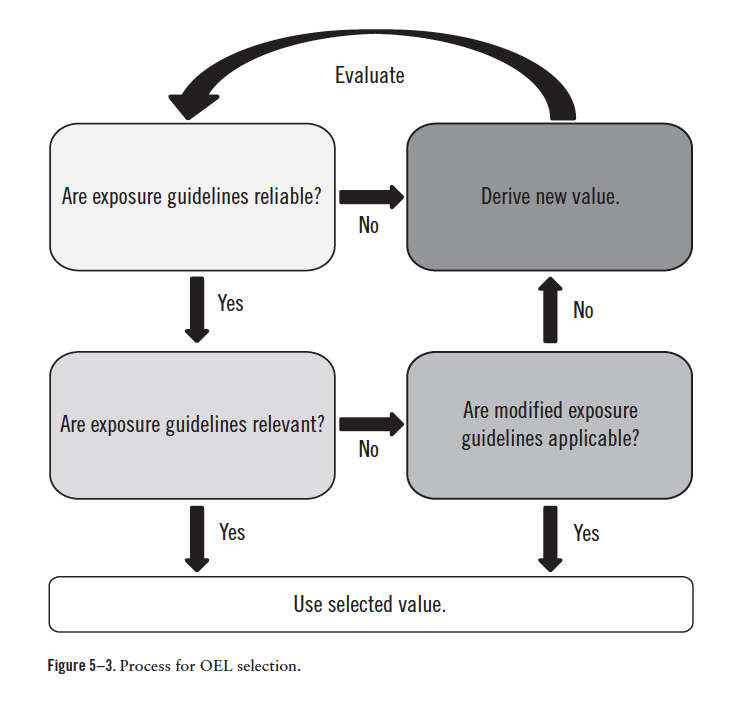 Evaluate
Are exposure guidelines reliable?
No
Derive new value.
Yes
No
Are exposure guidelines relevant?
No
Are modified exposure
guidelines applicable?
Yes
Yes
Use selected value.
Figure 5–3. Process for OEL selection.